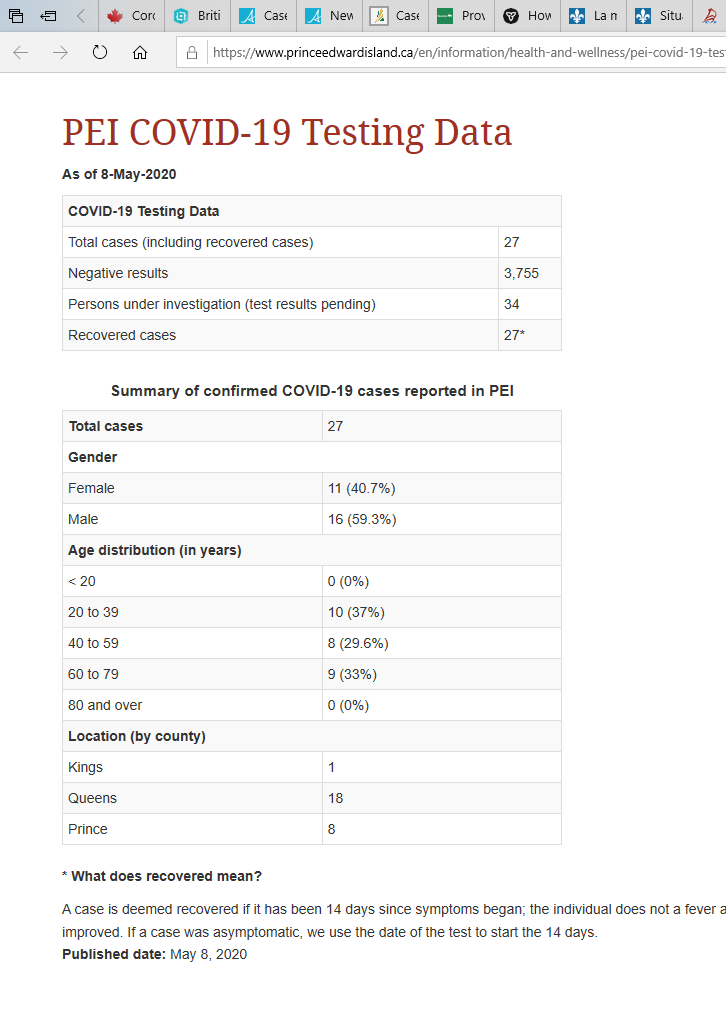 Coro
Briti
Case
New
Case
Prov
How
La n
Situ
https://www.princeedwardisland.ca/en/information/health-and-wellness/pei-covid-19-tes
PEI COVID-19 Testing Data
As of 8-May-2020
COVID-19 Testing Data
Total cases (including recovered cases) 27
Negative results 3,755
Persons under investigation (test results pending) 34
Recovered cases 27*
Summary of confirmed COVID-19 cases reported in PEI
Total cases 27
Gender
Female 11 (40.7%)
Male 16 (59.3%)
Age distribution (in years)
< 20 0 (0%)
20 to 39 10 (37%)
40 to 59 8 (29.6%)
60 to 79 9 (33%)
80 and over 0 (0%)
Location (by county)
Kings 1
Queens 18
Prince 8
* What does recovered mean?
A case is deemed recovered if it has been 14 days since symptoms began; the individual does not a fever a
improved. If a case was asymptomatic, we use the date of the test to start the 14 days.
Published date: May 8, 2020